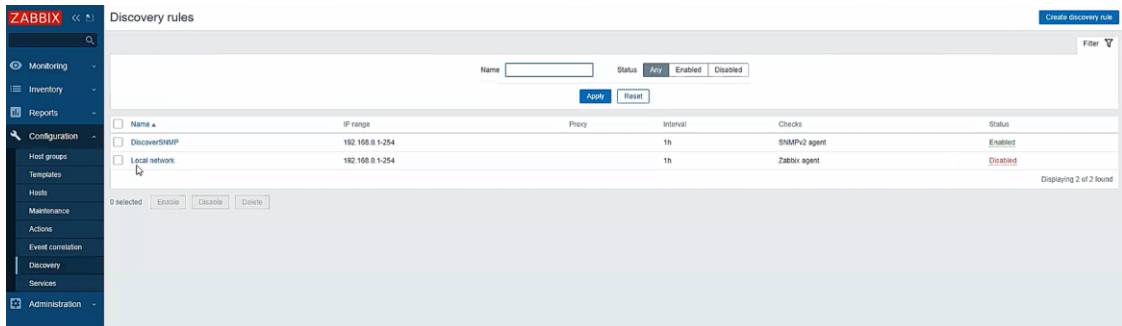 ZABBIX
Discovery rules
Create discovery rule
Filter
Monitoring
Inventory
Reports
Configuration
Host groups
Templates
Hosts
Maintenance
Actions
Event correlation
Discovery
Services
Administration
Name Status Any Enabled Disabled
Apply Reset
Name IP range Proxy Interval Checks Status
DiscoverSNMP 192.168.0.1-254 1h SNMPv2 agent Enabled
Local network 192.168.0.1-254 1h Zabbix agent Disabled
Displaying 2 of 2 found
0 selected Enable Disable Delete